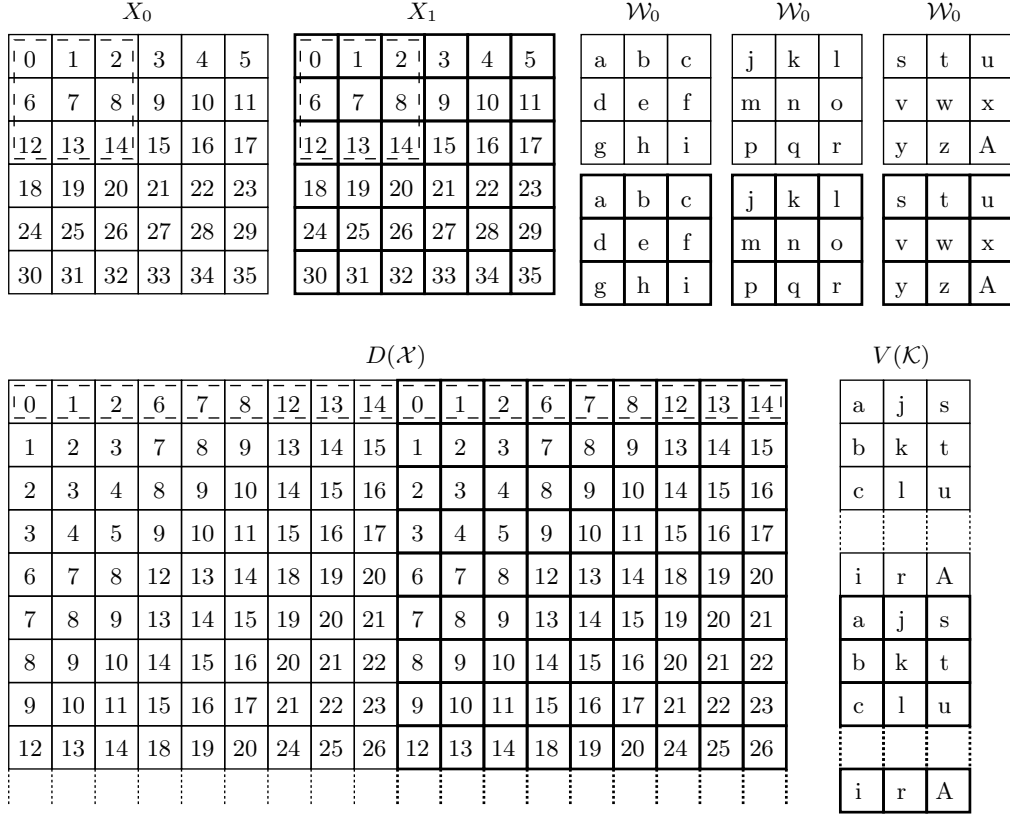 X₀ X₁ 𝒲₀ 𝒲₀ 𝒲₀
0 1 2 3 4 5 0 1 2 3 4 5 a b c j k l s t u
6 7 8 9 10 11 6 7 8 9 10 11 d e f m n o v w x
12 13 14 15 16 17 12 13 14 15 16 17 g h i p q r y z A
18 19 20 21 22 23 18 19 20 21 22 23 a b c j k l s t u
24 25 26 27 28 29 24 25 26 27 28 29 d e f m n o v w x
30 31 32 33 34 35 30 31 32 33 34 35 g h i p q r y z A
D(𝒳) V(𝒦)
0 1 2 6 7 8 12 13 14 0 1 2 6 7 8 12 13 14 a j s
1 2 3 7 8 9 13 14 15 1 2 3 7 8 9 13 14 15 b k t
2 3 4 8 9 10 14 15 16 2 3 4 8 9 10 14 15 16 c l u
3 4 5 9 10 11 15 16 17 3 4 5 9 10 11 15 16 17
6 7 8 12 13 14 18 19 20 6 7 8 12 13 14 18 19 20 i r A
7 8 9 13 14 15 19 20 21 7 8 9 13 14 15 19 20 21 a j s
8 9 10 14 15 16 20 21 22 8 9 10 14 15 16 20 21 22 b k t
9 10 11 15 16 17 21 22 23 9 10 11 15 16 17 21 22 23 c l u
12 13 14 18 19 20 24 25 26 12 13 14 18 19 20 24 25 26
i r A